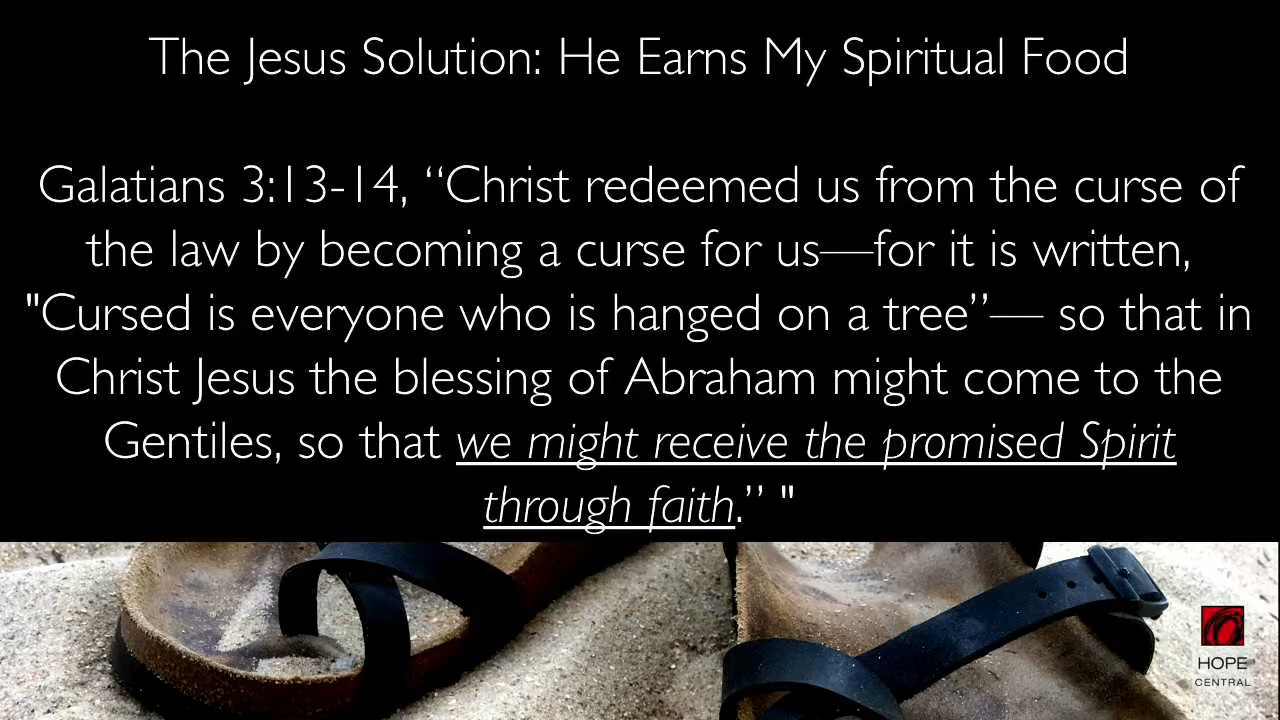 The Jesus Solution: He Earns My Spiritual Food
Galatians 3:13-14, “Christ redeemed us from the curse of
the law by becoming a curse for us—for it is written,
"Cursed is everyone who is hanged on a tree”— so that in
Christ Jesus the blessing of Abraham might come to the
Gentiles, so that we might receive the promised Spirit
through faith.” "
HOPE
CENTRAL